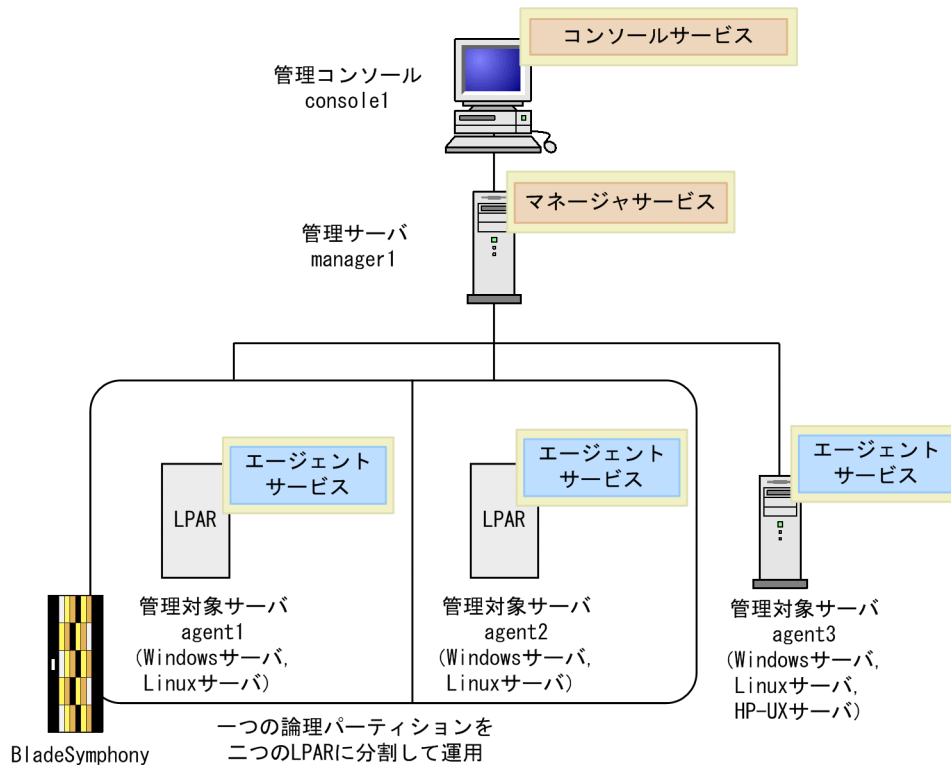 コンソールサービス
管理コンソール
console1
マネージャサービス
管理サーバ
manager1
エージェント
サービス
LPAR
管理対象サーバ
agent1
(Windowsサーバ,
Linuxサーバ)
エージェント
サービス
LPAR
管理対象サーバ
agent2
(Windowsサーバ,
Linuxサーバ)
エージェント
サービス
管理対象サーバ
agent3
(Windowsサーバ,
Linuxサーバ,
HP-UXサーバ)
BladeSymphony
一つの論理パーティションを
二つのLPARに分割して運用